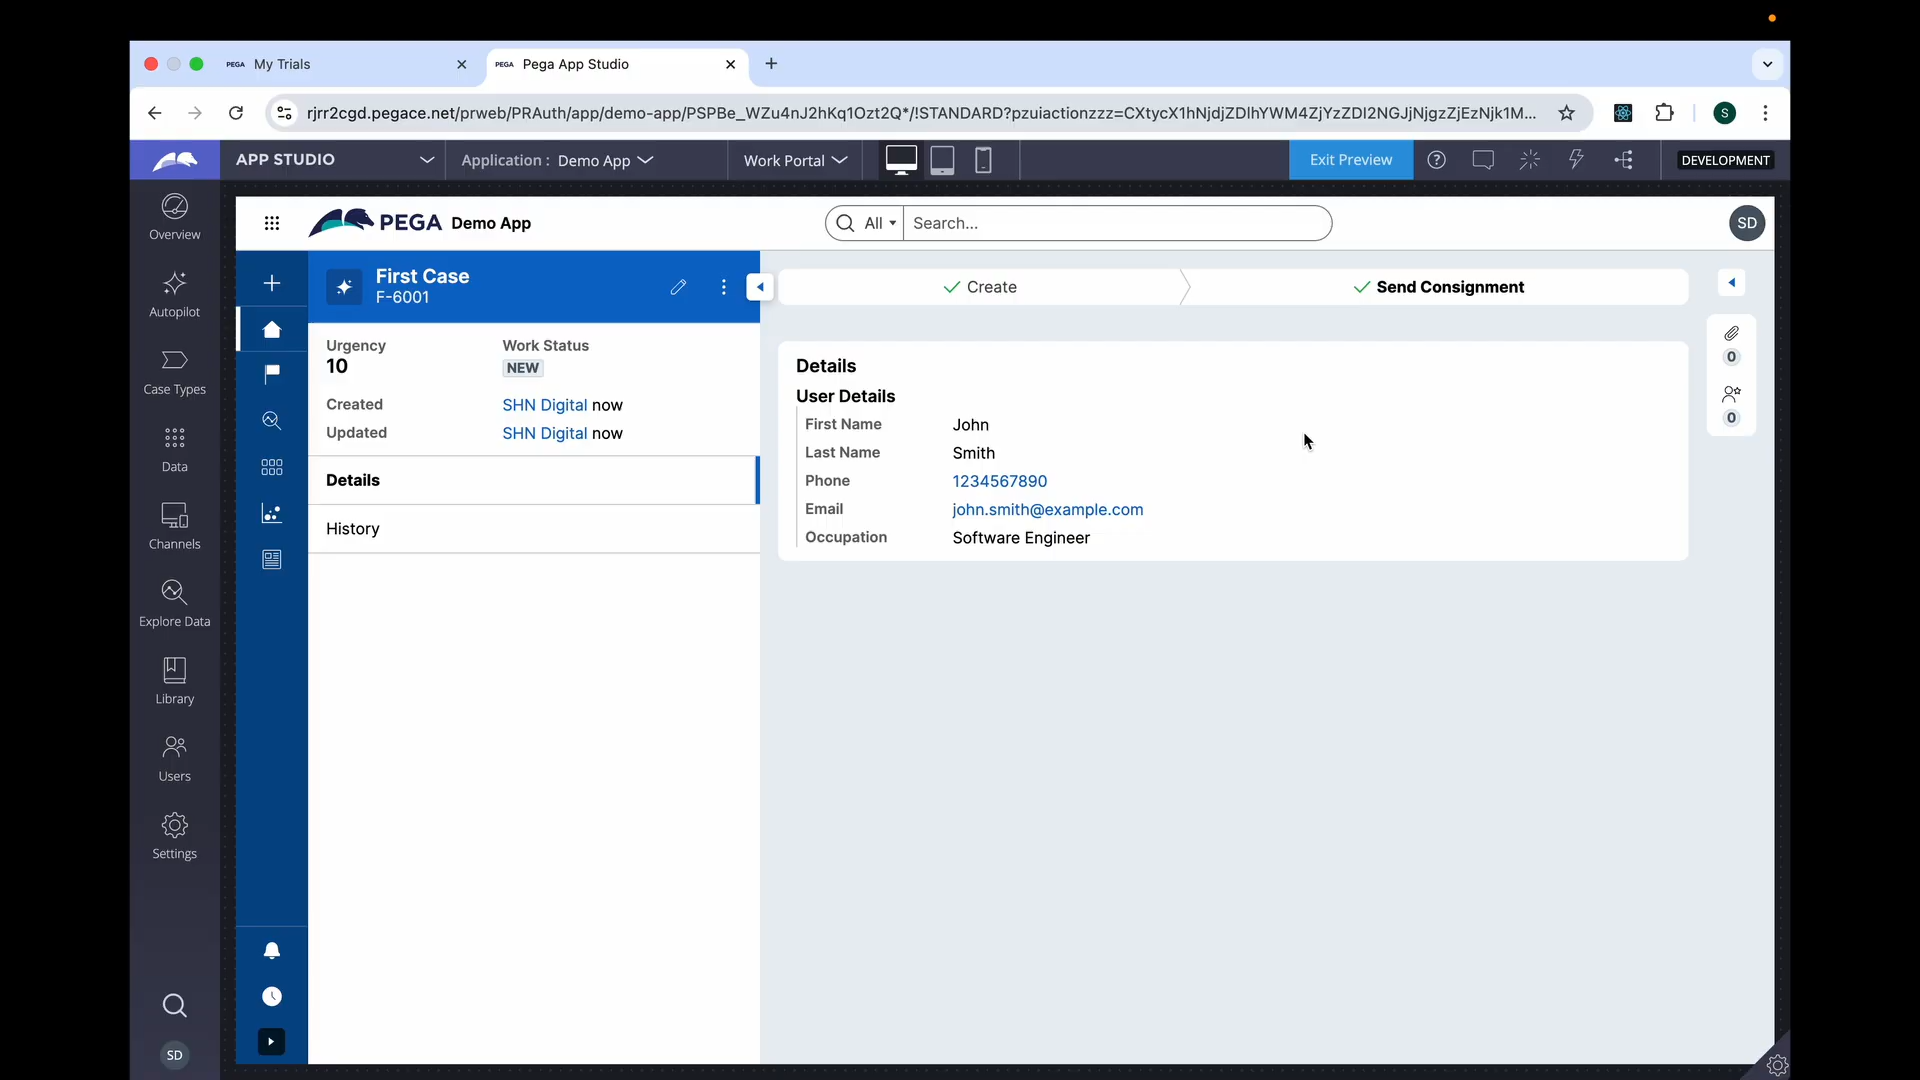 PEGA My Trials
PEGA Pega App Studio
rjrr2cgd.pegace.net/prweb/PRAuth/app/demo-app/PSPBe_WZu4nJ2hKq1Ozt2Q*/!STANDARD?pzuiactionzzz=CXtycX1hNjdjZDlhYWM4ZjYzZDI2NGJjNjgzZjEzNjk1M...
S
APP STUDIO
Application : Demo App
Work Portal
Exit Preview
DEVELOPMENT
Overview
Autopilot
Case Types
Data
Channels
Explore Data
Library
Users
Settings
SD
PEGA Demo App
All
Search...
SD
First Case
F-6001
Urgency
10
Work Status
NEW
Created
SHN Digital now
Updated
SHN Digital now
Details
History
Create
Send Consignment
Details
User Details
First Name John
Last Name Smith
Phone 1234567890
Email john.smith@example.com
Occupation Software Engineer
0
0